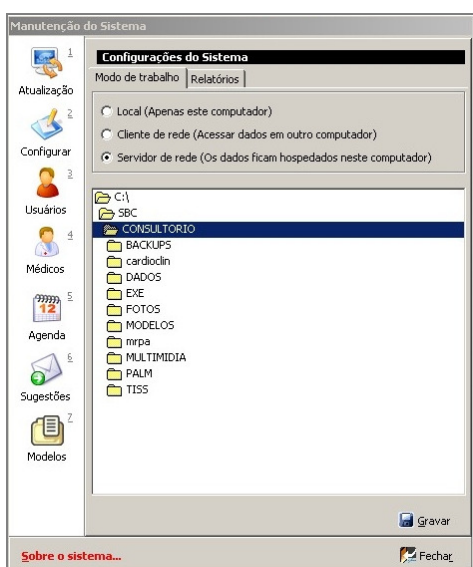 Manutenção do Sistema
1
Atualização
2
Configurar
3
Usuários
4
Médicos
12
5
Agenda
6
Sugestões
7
Modelos
Configurações do Sistema
Modo de trabalho
Relatórios
Local (Apenas este computador)
Cliente de rede (Acessar dados em outro computador)
Servidor de rede (Os dados ficam hospedados neste computador)
C:\
SBC
CONSULTORIO
BACKUPS
cardioclin
DADOS
EXE
FOTOS
MODELOS
mrpa
MULTIMIDIA
PALM
TISS
Gravar
Sobre o sistema...
Fechar